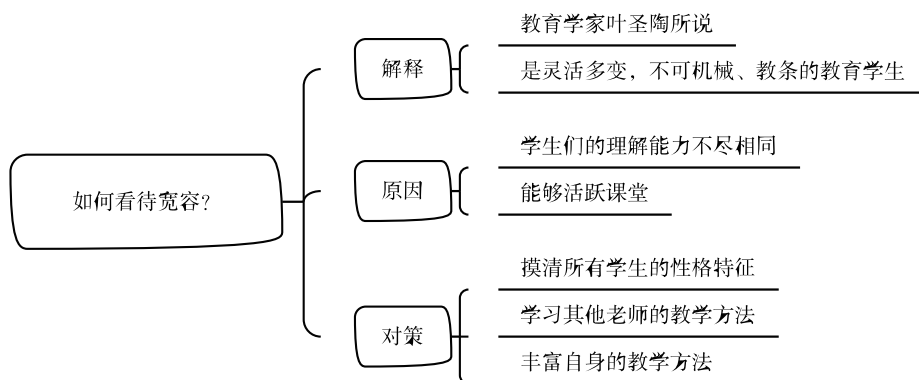 如何看待宽容？
解释
教育学家叶圣陶所说
是灵活多变，不可机械、教条的教育学生
原因
学生们的理解能力不尽相同
能够活跃课堂
对策
摸清所有学生的性格特征
学习其他老师的教学方法
丰富自身的教学方法